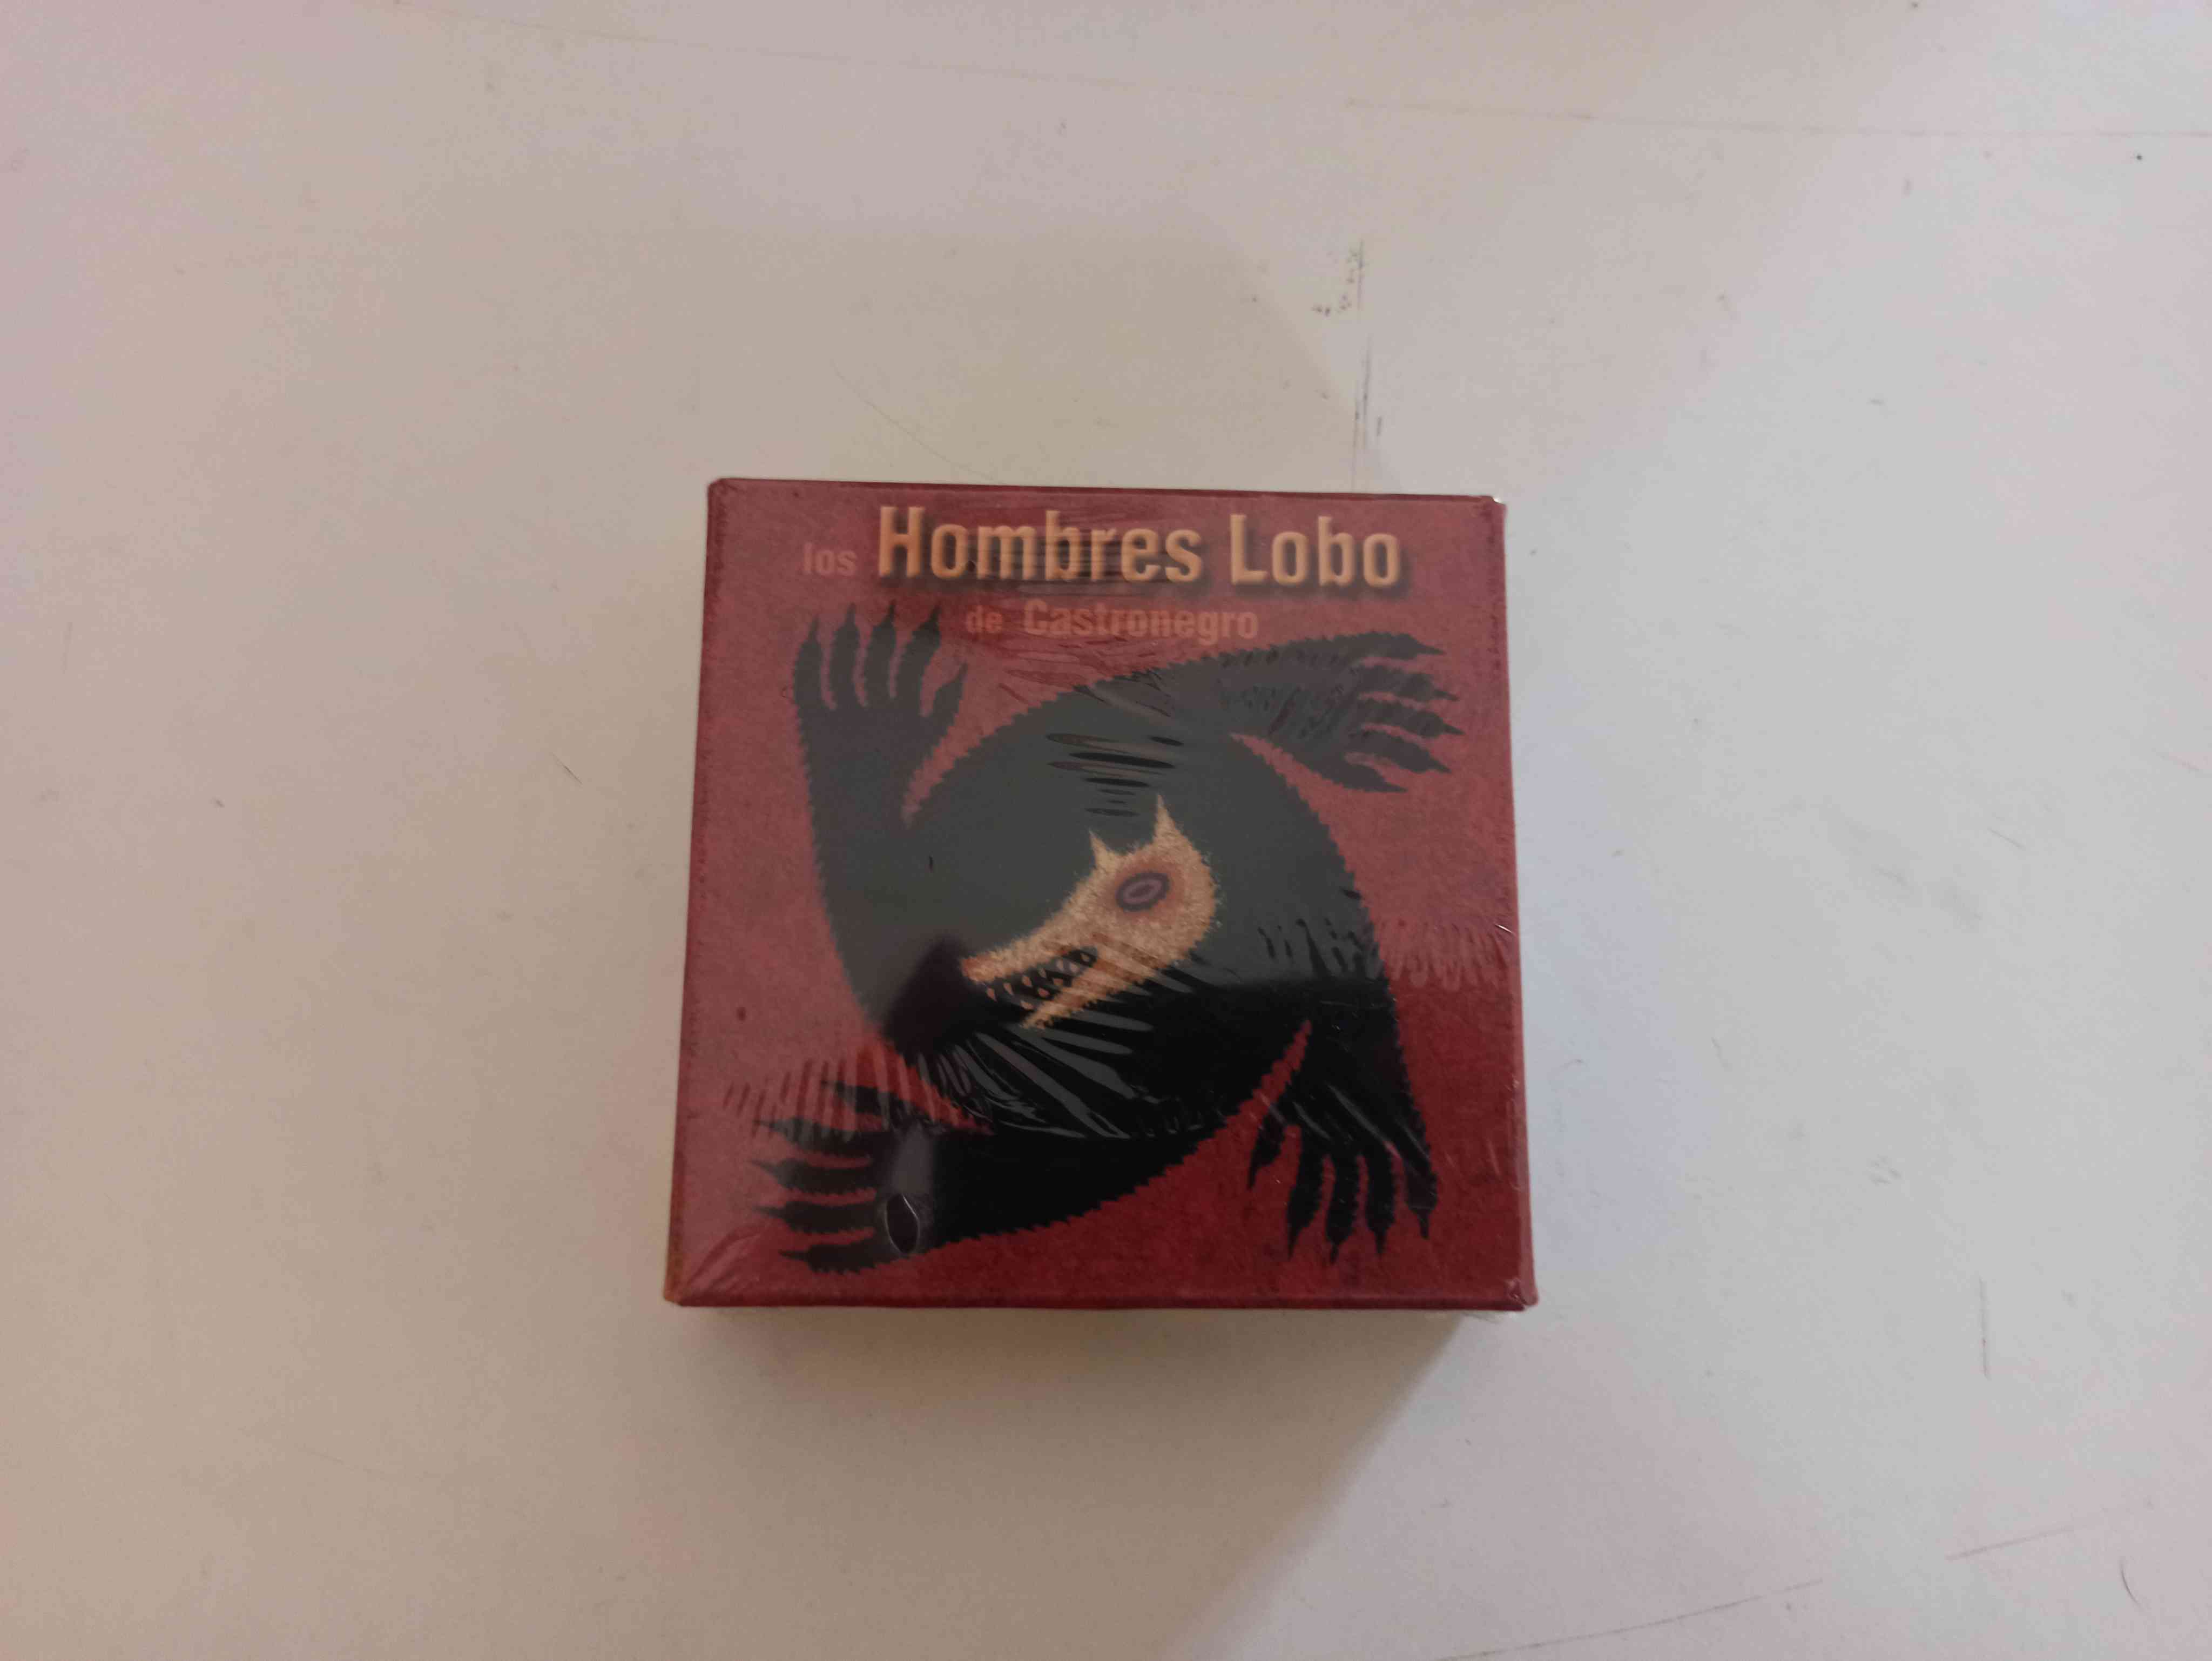 los Hombres Lobo
de Castronegro